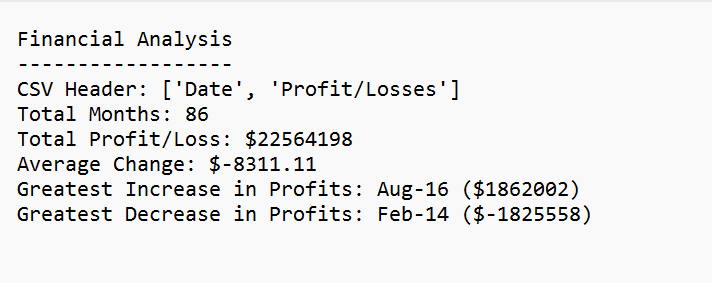 Financial Analysis
------------------
CSV Header: ['Date', 'Profit/Losses']
Total Months: 86
Total Profit/Loss: $22564198
Average Change: $-8311.11
Greatest Increase in Profits: Aug-16 ($1862002)
Greatest Decrease in Profits: Feb-14 ($-1825558)